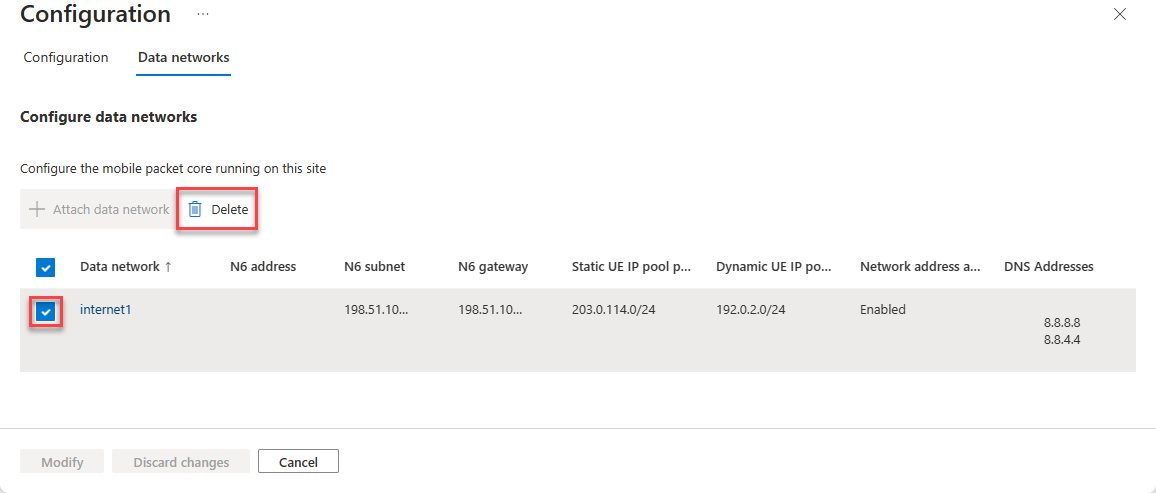 Configuration ...
Configuration Data networks
Configure data networks
Configure the mobile packet core running on this site
Attach data network Delete
Data network ↑ N6 address N6 subnet N6 gateway Static UE IP pool p... Dynamic UE IP po... Network address a... DNS Addresses
internet1 198.51.10... 198.51.10... 203.0.114.0/24 192.0.2.0/24 Enabled
8.8.8.8
8.8.4.4
Modify Discard changes Cancel